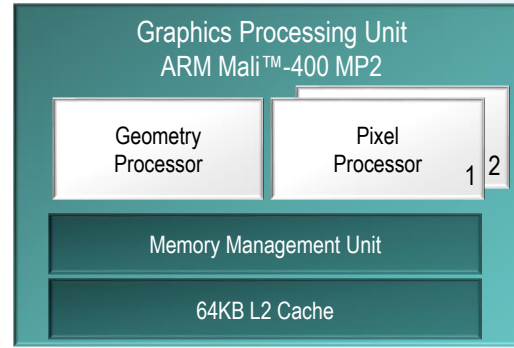 Graphics Processing Unit
ARM Mali™-400 MP2
Geometry
Processor
Pixel
Processor
1
2
Memory Management Unit
64KB L2 Cache